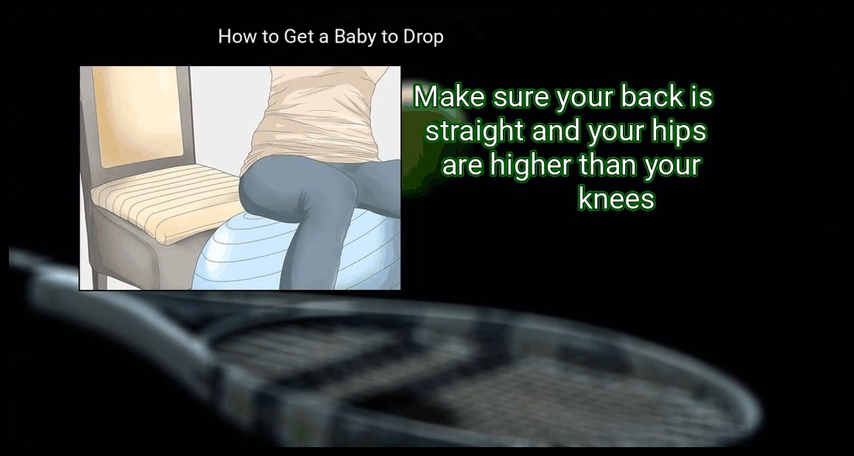 How to Get a Baby to Drop
Make sure your back is
straight and your hips
are higher than your
knees